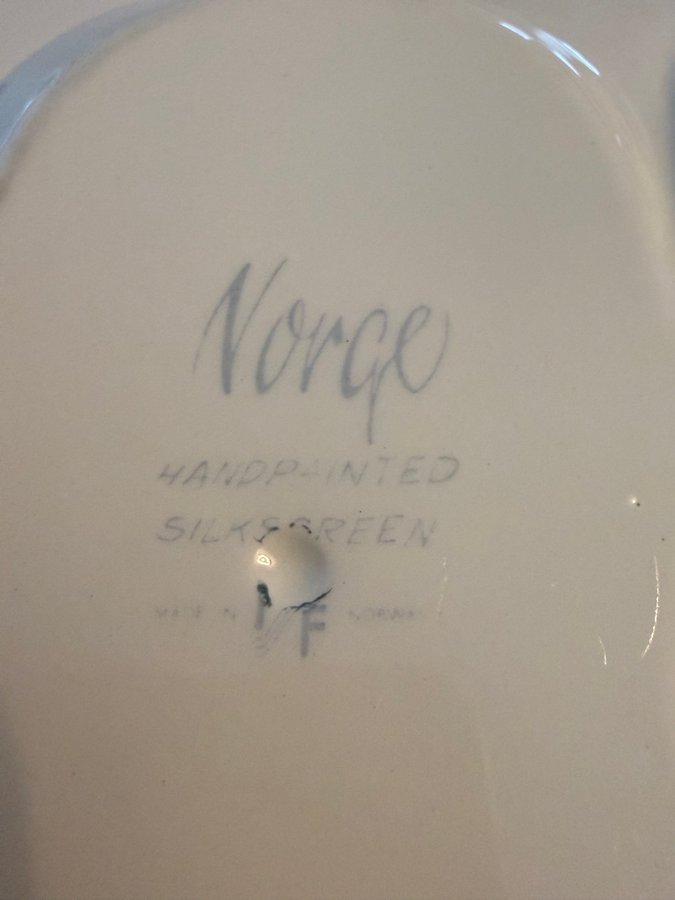 Norge
HANDPAINTED
SILKSCREEN
MADE IN F NORWAY